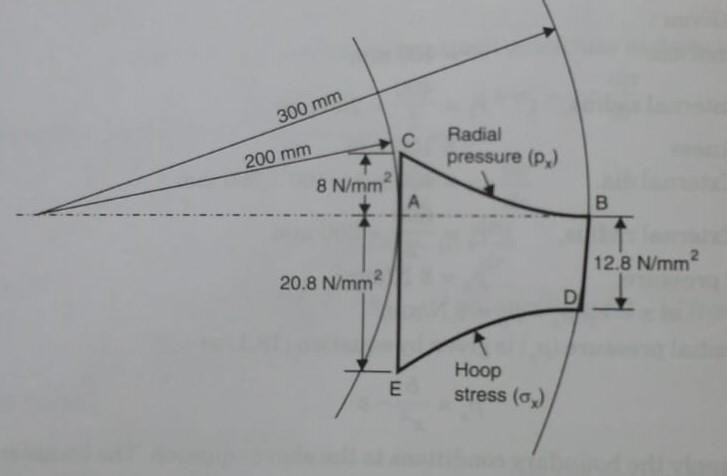 300 mm
200 mm
C
Radial
pressure (pₓ)
8 N/mm²
A
B
20.8 N/mm²
12.8 N/mm²
D
Hoop
stress (σₓ)
E